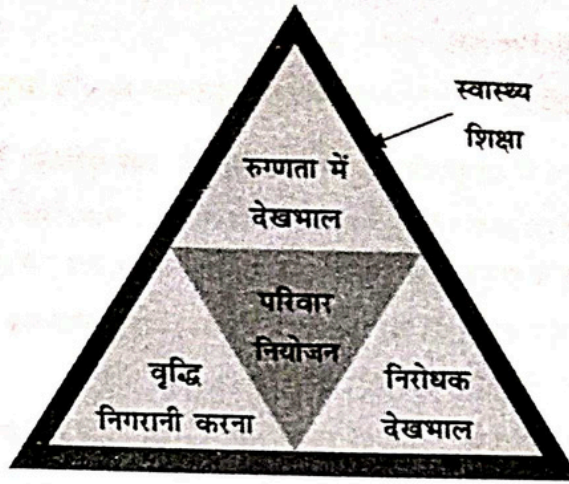 स्वास्थ्य
शिक्षा
रुग्णता में
देखभाल
परिवार
नियोजन
वृद्धि
निगरानी करना
निरोधक
देखभाल